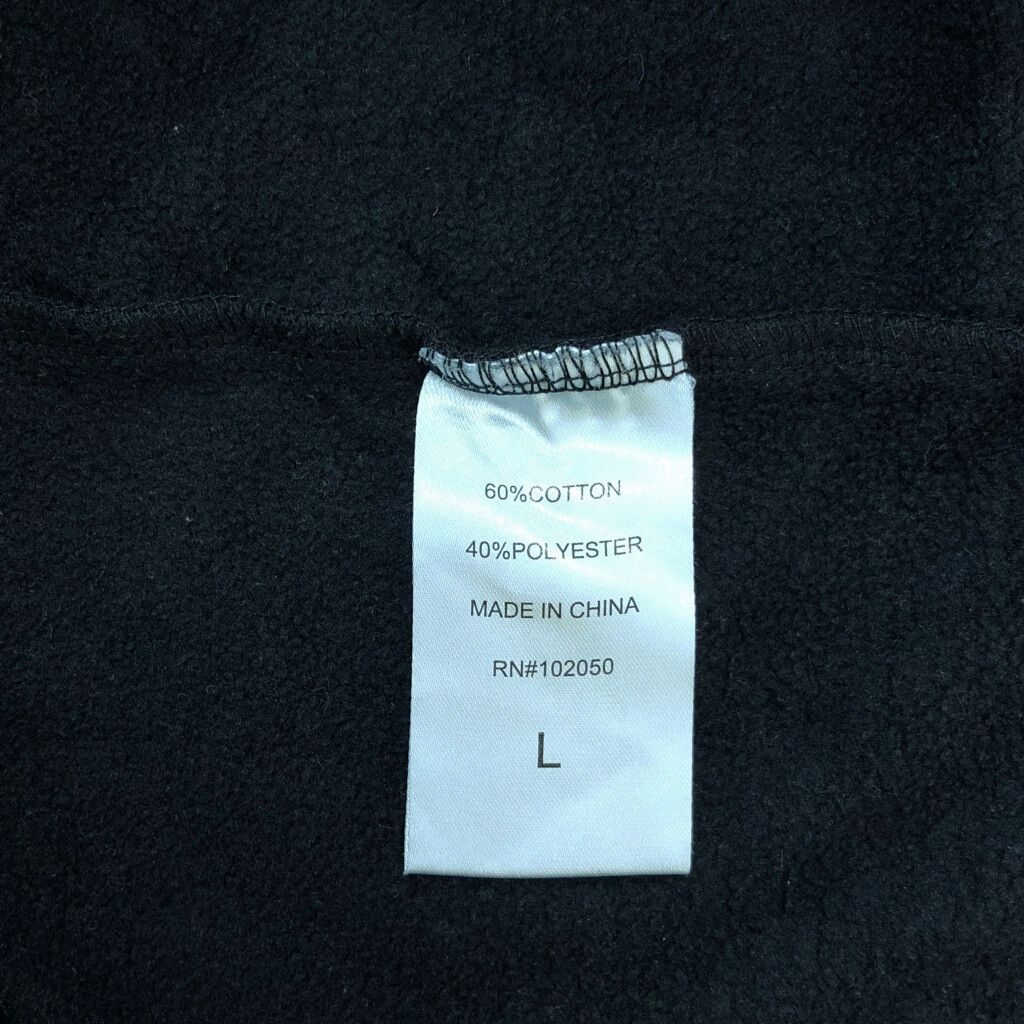 60%COTTON
40%POLYESTER
MADE IN CHINA
RN#102050
L